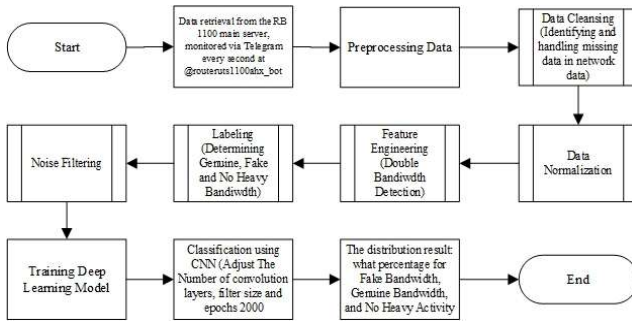 Start
Data retrieval from the RB
1100 main server,
monitored via Telegram
every second at
@routeruts1100ahx_bot
Preprocessing Data
Data Cleansing
(Identifying and
handling missing
data in network
data)
Noise Filtering
Labeling
(Determining
Genuine, Fake
and No Heavy
Bandiwdth)
Feature
Engineering
(Double
Bandiwdth
Detection)
Data
Normalization
Training Deep
Learning Model
Classification using
CNN (Adjust The
Number of convolution
layers, filter size and
epochs 2000
The distribution result:
what percentage for
Fake Bandwidth,
Genuine Bandwidth,
and No Heavy Activity
End